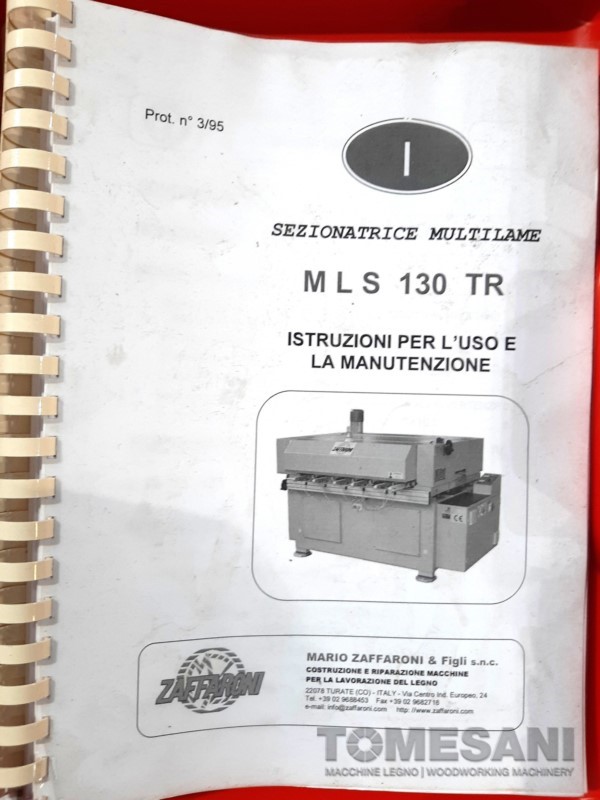 Prot. n° 3/95
I
SEZIONATRICE MULTILAME
MLS 130 TR
ISTRUZIONI PER L'USO E
LA MANUTENZIONE
ZAFFARONI
MARIO ZAFFARONI & Figli s.n.c.
COSTRUZIONE E RIPARAZIONE MACCHINE
PER LA LAVORAZIONE DEL LEGNO
22078 TURATE (CO) - ITALY - Via Centro Ind. Europeo, 24
Tel. +39 02 9688453 Fax +39 02 9682718
e-mail: info@zaffaroni.com http://www.zaffaroni.com
TOMESANI
MACCHINE LEGNO | WOODWORKING MACHINERY